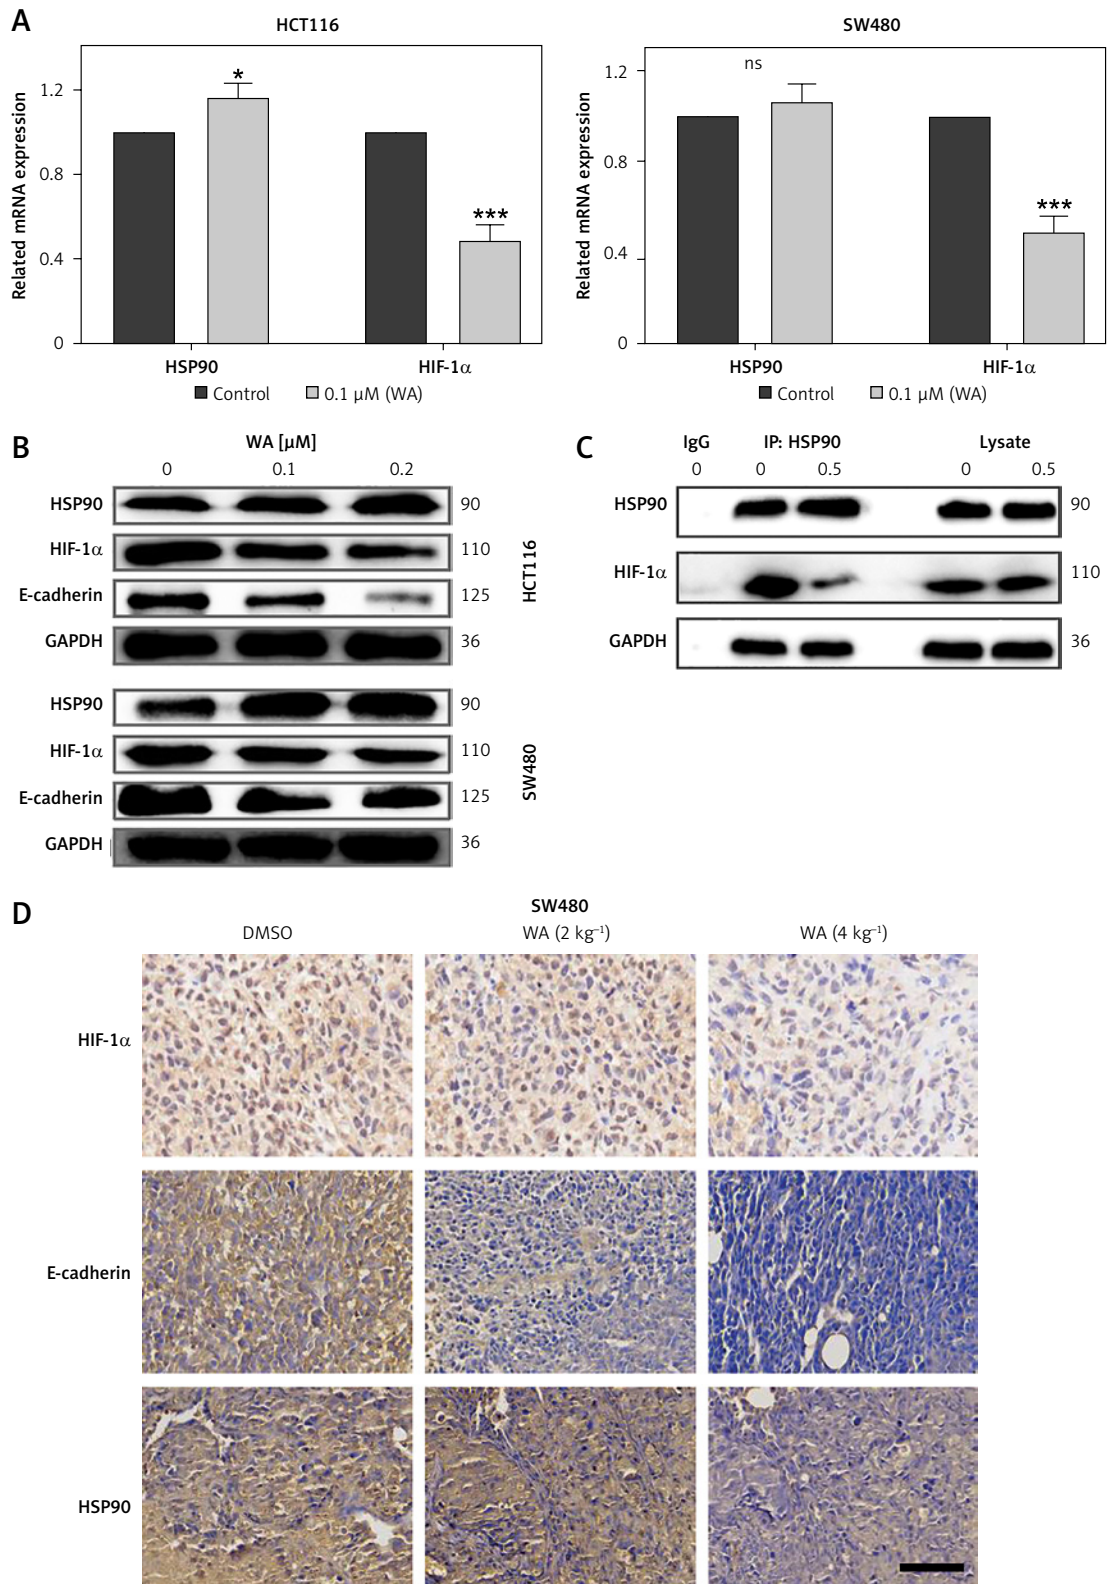 A
HCT116
SW480
Related mRNA expression
1.2
0.8
0.4
0
*
***
HSP90
HIF-1α
Control
0.1 μM (WA)
Related mRNA expression
1.2
0.8
0.4
0
ns
***
HSP90
HIF-1α
Control
0.1 μM (WA)
B
WA [μM]
0 0.1 0.2
HSP90 90
HIF-1α 110
E-cadherin 125
GAPDH 36
HCT116
HSP90 90
HIF-1α 110
E-cadherin 125
GAPDH 36
SW480
C
IgG IP: HSP90 Lysate
0 0 0.5 0 0.5
HSP90 90
HIF-1α 110
GAPDH 36
D
SW480
DMSO WA (2 kg⁻¹) WA (4 kg⁻¹)
HIF-1α
E-cadherin
HSP90